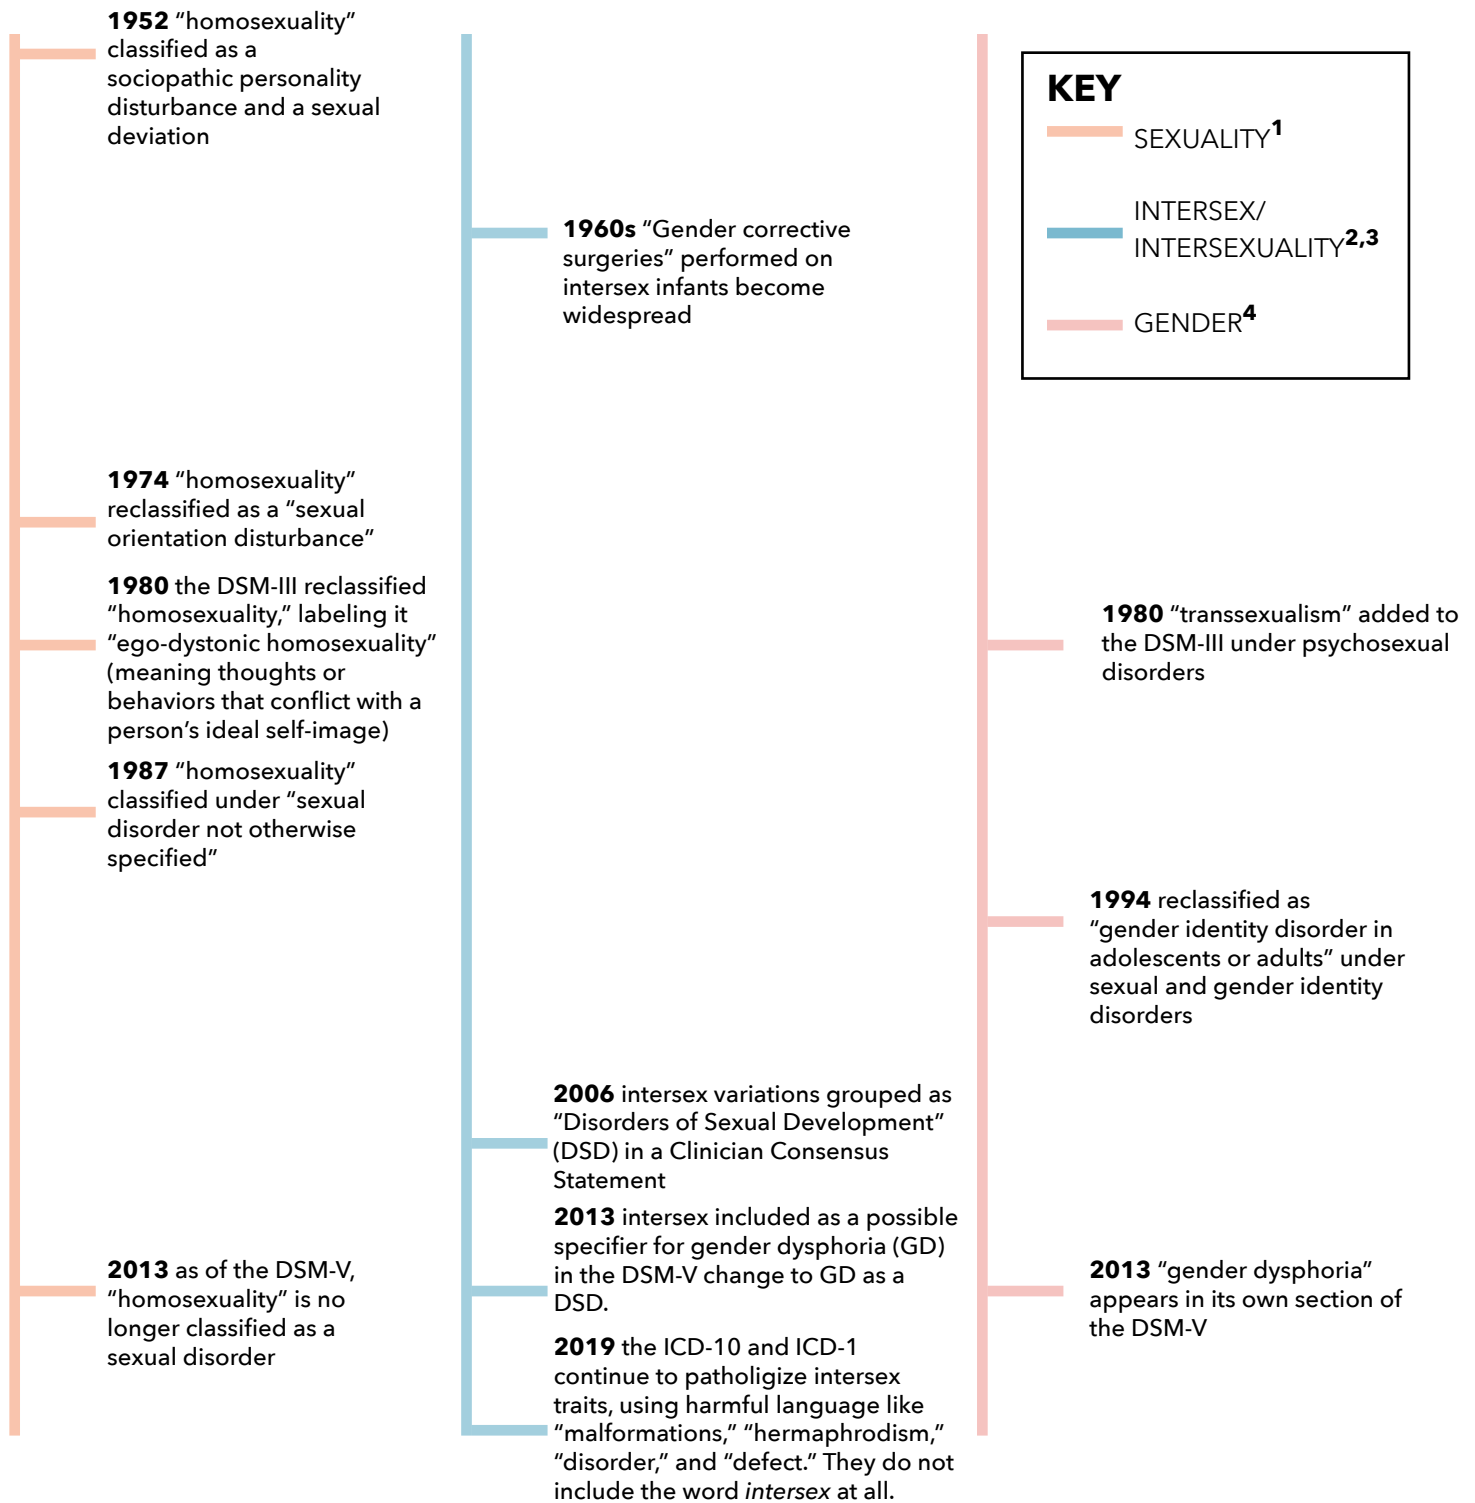 1952 “homosexuality”
classified as a
sociopathic personality
disturbance and a sexual
deviation
1974 “homosexuality”
reclassified as a “sexual
orientation disturbance”
1980 the DSM-III reclassified
“homosexuality,” labeling it
“ego-dystonic homosexuality”
(meaning thoughts or
behaviors that conflict with a
person’s ideal self-image)
1987 “homosexuality”
classified under “sexual
disorder not otherwise
specified”
2013 as of the DSM-V,
“homosexuality” is no
longer classified as a
sexual disorder
1960s “Gender corrective
surgeries” performed on
intersex infants become
widespread
2006 intersex variations grouped as
“Disorders of Sexual Development”
(DSD) in a Clinician Consensus
Statement
2013 intersex included as a possible
specifier for gender dysphoria (GD)
in the DSM-V change to GD as a
DSD.
2019 the ICD-10 and ICD-1
continue to patholigize intersex
traits, using harmful language like
“malformations,” “hermaphrodism,”
“disorder,” and “defect.” They do not
include the word intersex at all.
KEY
SEXUALITY1
INTERSEX/
INTERSEXUALITY2,3
GENDER4
1980 “transsexualism” added to
the DSM-III under psychosexual
disorders
1994 reclassified as
“gender identity disorder in
adolescents or adults” under
sexual and gender identity
disorders
2013 “gender dysphoria”
appears in its own section of
the DSM-V